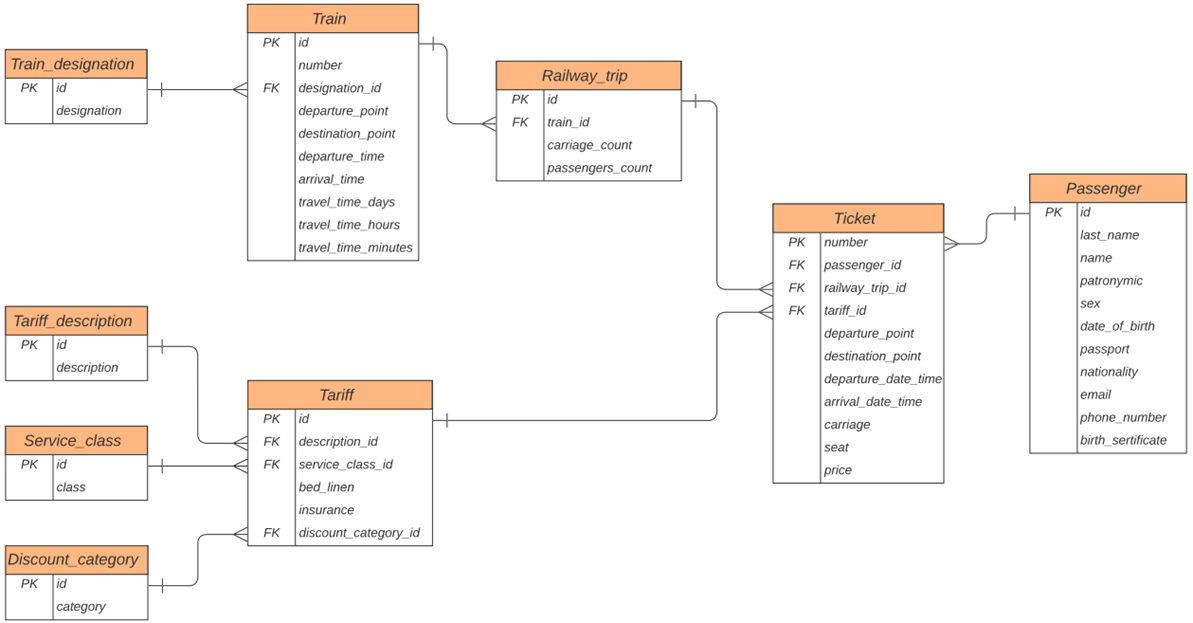 Train
PK id
number
FK designation_id
departure_point
destination_point
departure_time
arrival_time
travel_time_days
travel_time_hours
travel_time_minutes
Train_designation
PK id
designation
Railway_trip
PK id
FK train_id
carriage_count
passengers_count
Passenger
PK id
last_name
name
patronymic
sex
date_of_birth
passport
nationality
email
phone_number
birth_sertificate
Ticket
PK number
FK passenger_id
FK railway_trip_id
FK tariff_id
departure_point
destination_point
departure_date_time
arrival_date_time
carriage
seat
price
Tariff_description
PK id
description
Tariff
PK id
FK description_id
FK service_class_id
bed_linen
insurance
FK discount_category_id
Service_class
PK id
class
Discount_category
PK id
category